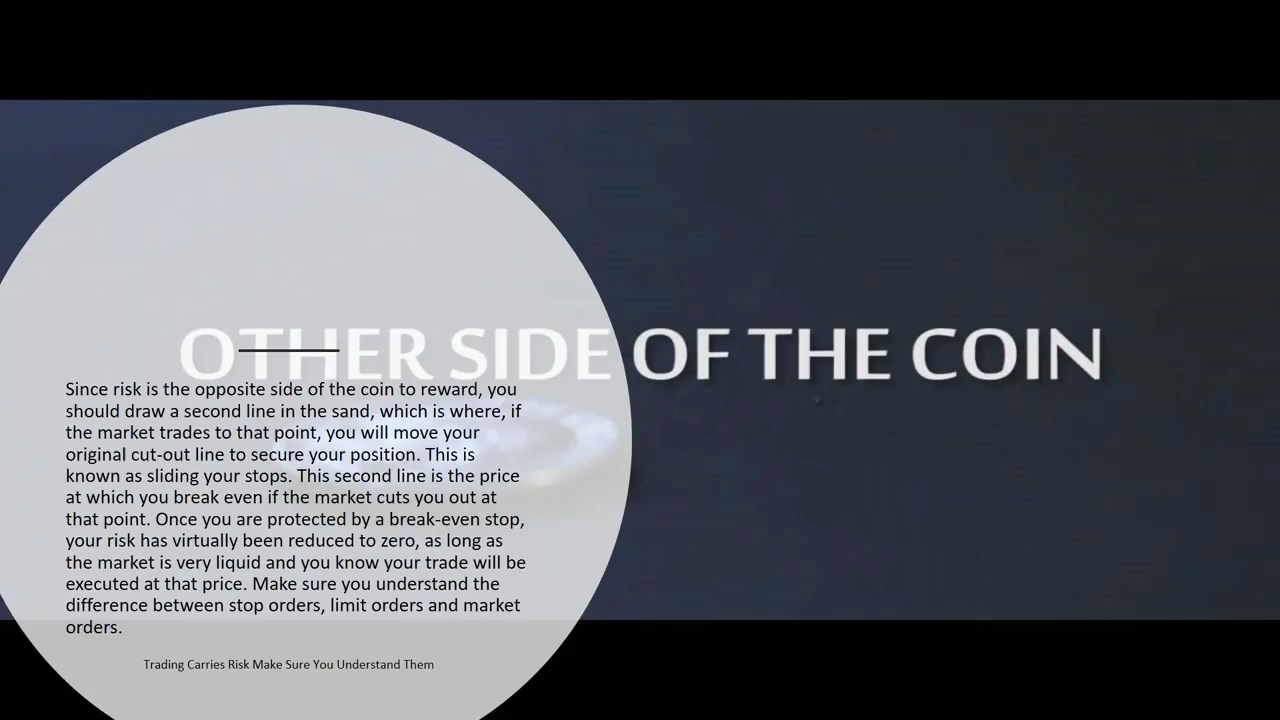 OTHER SIDE OF THE COIN
Since risk is the opposite side of the coin to reward, you
should draw a second line in the sand, which is where, if
the market trades to that point, you will move your
original cut-out line to secure your position. This is
known as sliding your stops. This second line is the price
at which you break even if the market cuts you out at
that point. Once you are protected by a break-even stop,
your risk has virtually been reduced to zero, as long as
the market is very liquid and you know your trade will be
executed at that price. Make sure you understand the
difference between stop orders, limit orders and market
orders.
Trading Carries Risk Make Sure You Understand Them